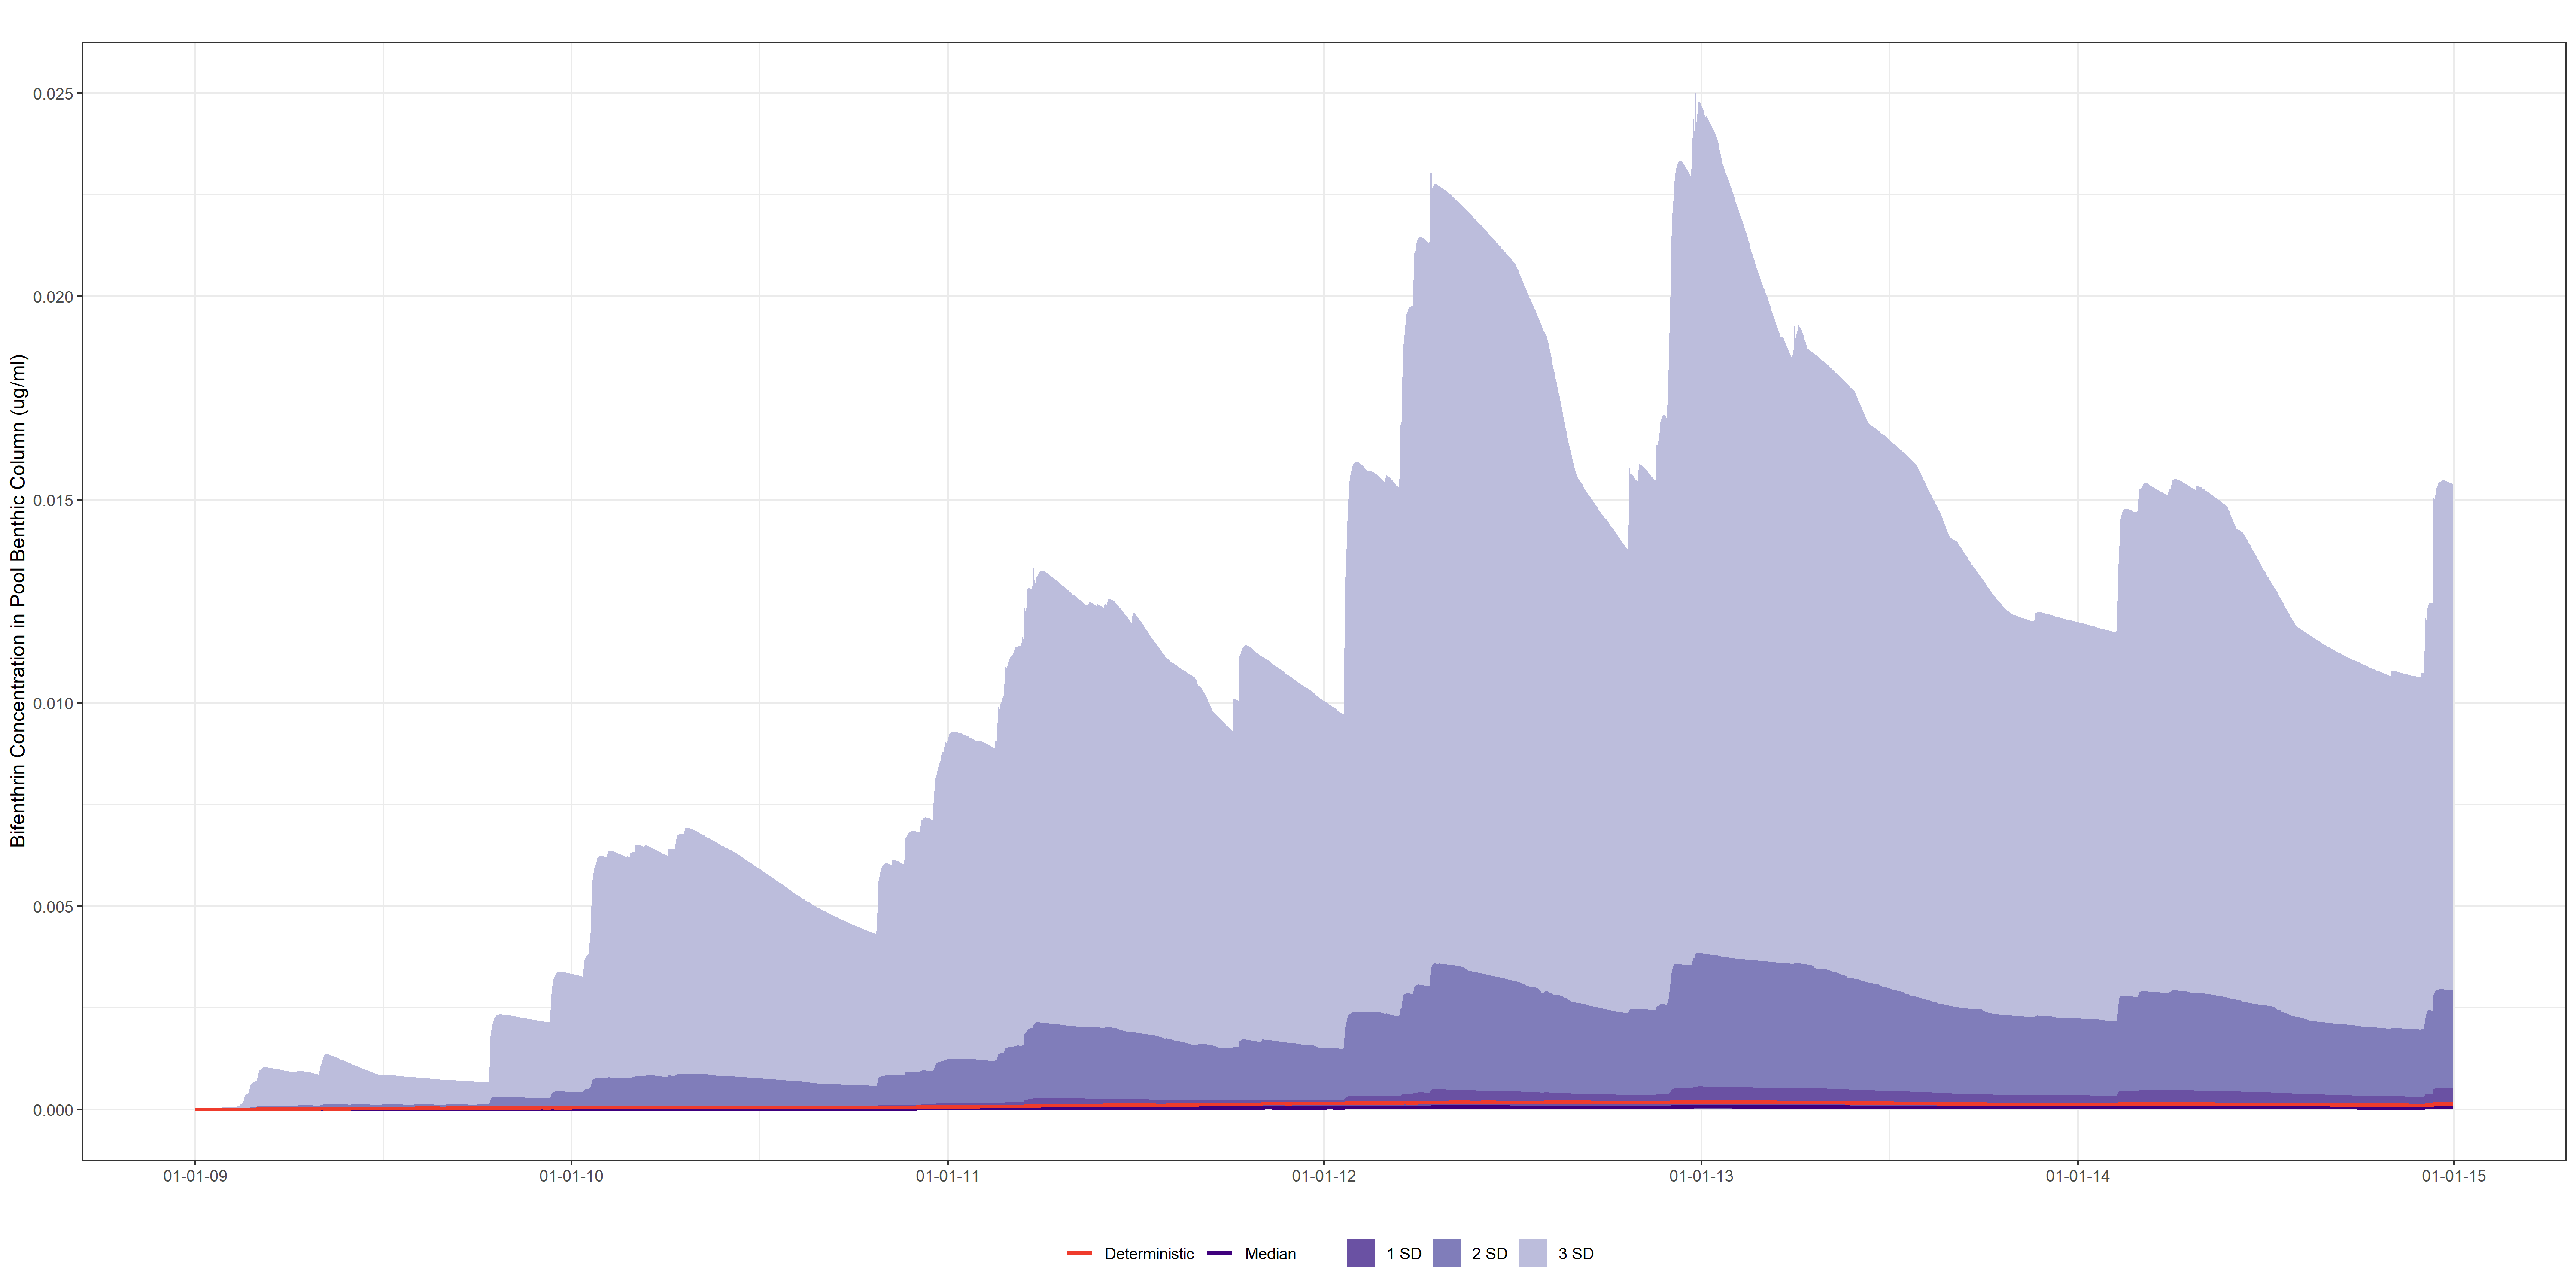 Bifenthrin Concentration in Pool Benthic Column (ug/ml)
0.025
0.020
0.015
0.010
0.005
0.000
01-01-09 01-01-10 01-01-11 01-01-12 01-01-13 01-01-14 01-01-15
Deterministic Median 1 SD 2 SD 3 SD